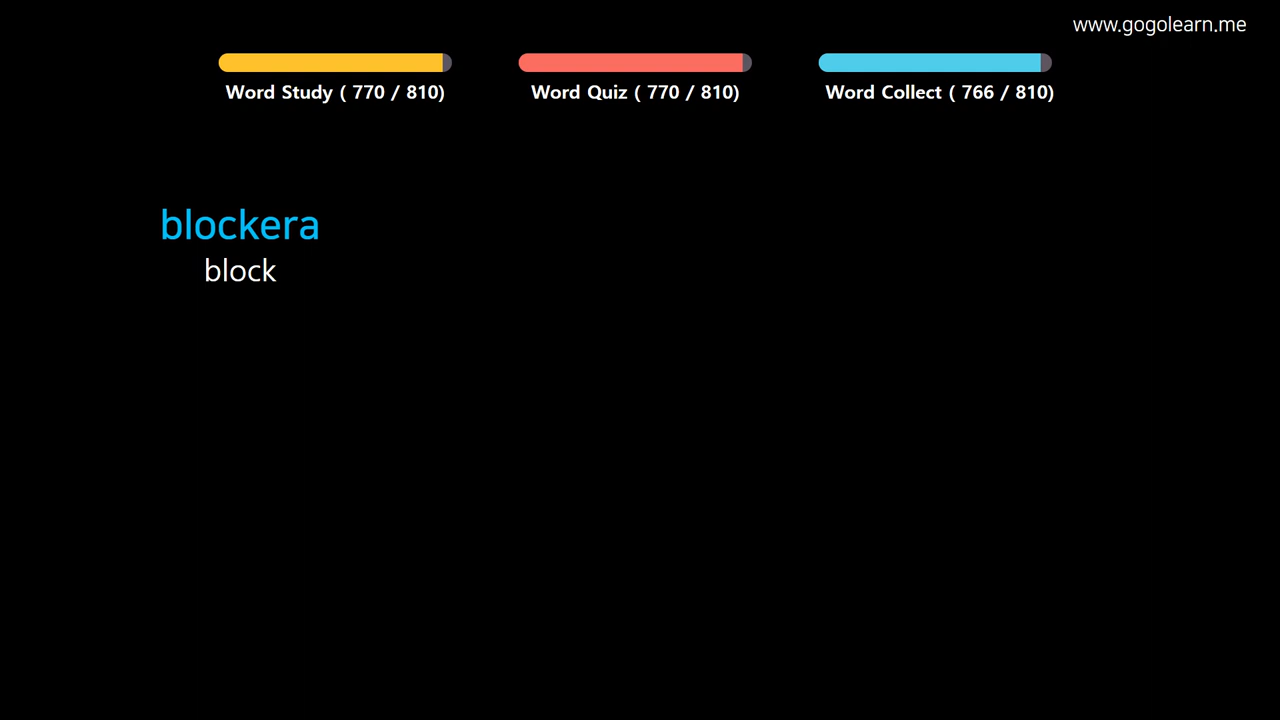 www.gogolearn.me
Word Study ( 770 / 810)
Word Quiz ( 770 / 810)
Word Collect ( 766 / 810)
blockera
block